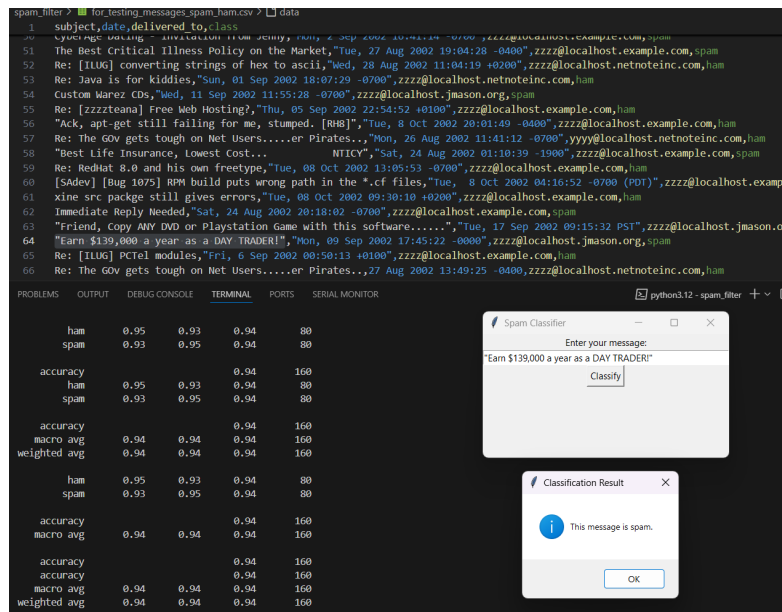 spam_filter > for_testing_messages_spam_ham.csv > data
1 subject,date,delivered_to,class
50 CyberAge Dating - Invitation from Jenny,"Mon, 2 Sep 2002 16:41:14 -0700",zzzz@localhost.example.com,spam
51 The Best Critical Illness Policy on the Market,"Tue, 27 Aug 2002 19:04:28 -0400",zzzz@localhost.example.com,spam
52 Re: [ILUG] converting strings of hex to ascii,"Wed, 28 Aug 2002 11:04:19 +0200",zzzz@localhost.netnoteinc.com,ham
53 Re: Java is for kiddies,"Sun, 01 Sep 2002 18:07:29 -0700",zzzz@localhost.netnoteinc.com,ham
54 Custom Warez CDs,"Wed, 11 Sep 2002 11:55:28 -0700",zzzz@localhost.jmason.org,spam
55 Re: [zzzzteana] Free Web Hosting?,"Thu, 05 Sep 2002 22:54:52 +0100",zzzz@localhost.example.com,ham
56 "Ack, apt-get still failing for me, stumped. [RH8]","Tue, 8 Oct 2002 20:01:49 -0400",zzzz@localhost.example.com,ham
57 Re: The GOv gets tough on Net Users.....er Pirates..,"Mon, 26 Aug 2002 11:41:12 -0700",yyyy@localhost.netnoteinc.com,ham
58 "Best Life Insurance, Lowest Cost... NTICY","Sat, 24 Aug 2002 01:10:39 -1900",zzzz@localhost.example.com,spam
59 Re: RedHat 8.0 and his own freetype,"Tue, 08 Oct 2002 13:05:53 -0700",zzzz@localhost.example.com,ham
60 [SAdev] [Bug 1075] RPM build puts wrong path in the *.cf files,"Tue, 8 Oct 2002 04:16:52 -0700 (PDT)",zzzz@localhost.examp
61 xine src packge still gives errors,"Tue, 08 Oct 2002 09:30:10 +0200",zzzz@localhost.example.com,ham
62 Immediate Reply Needed,"Sat, 24 Aug 2002 20:18:02 -0700",zzzz@localhost.example.com,spam
63 "Friend, Copy ANY DVD or Playstation Game with this software......","Tue, 17 Sep 2002 09:15:32 PST",zzzz@localhost.jmason.o
64 "Earn $139,000 a year as a DAY TRADER!","Mon, 09 Sep 2002 17:45:22 -0000",zzzz@localhost.jmason.org,spam
65 Re: [ILUG] PCTel modules,"Fri, 6 Sep 2002 00:50:13 +0100",zzzz@localhost.example.com,ham
66 Re: The GOv gets tough on Net Users.....er Pirates..,27 Aug 2002 13:49:25 -0400,zzzz@localhost.netnoteinc.com,ham
PROBLEMS OUTPUT DEBUG CONSOLE TERMINAL PORTS SERIAL MONITOR python3.12 - spam_filter
ham 0.95 0.93 0.94 80
spam 0.93 0.95 0.94 80
accuracy 0.94 160
ham 0.95 0.93 0.94 80
spam 0.93 0.95 0.94 80
accuracy 0.94 160
macro avg 0.94 0.94 0.94 160
weighted avg 0.94 0.94 0.94 160
ham 0.95 0.93 0.94 80
spam 0.93 0.95 0.94 80
accuracy 0.94 160
macro avg 0.94 0.94 0.94 160
accuracy 0.94 160
accuracy 0.94 160
macro avg 0.94 0.94 0.94 160
weighted avg 0.94 0.94 0.94 160
Spam Classifier
Enter your message:
"Earn $139,000 a year as a DAY TRADER!"
Classify
Classification Result
This message is spam.
OK